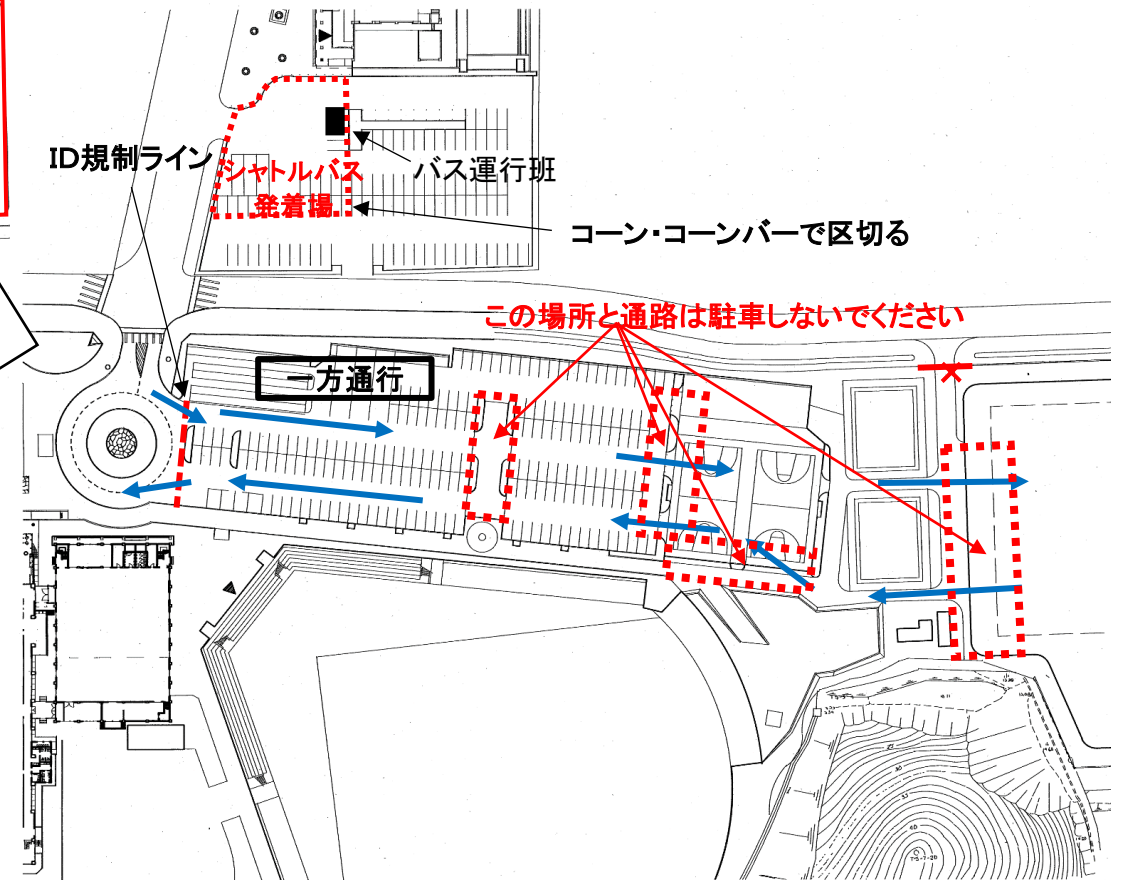 ID規制ライン
シャトルバス
発着場
バス運行班
コーン・コーンバーで区切る
この場所と通路は駐車しないでください
一方通行